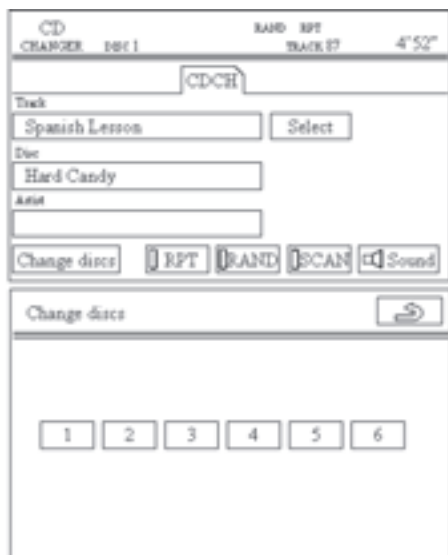 CD RAND RPT
CHANGER DISC 1 TRACK 87 4'52"
CDCH
Track
Spanish Lesson Select
Disc
Hard Candy
Artist
Change discs RPT RAND SCAN Sound
Change discs
1 2 3 4 5 6